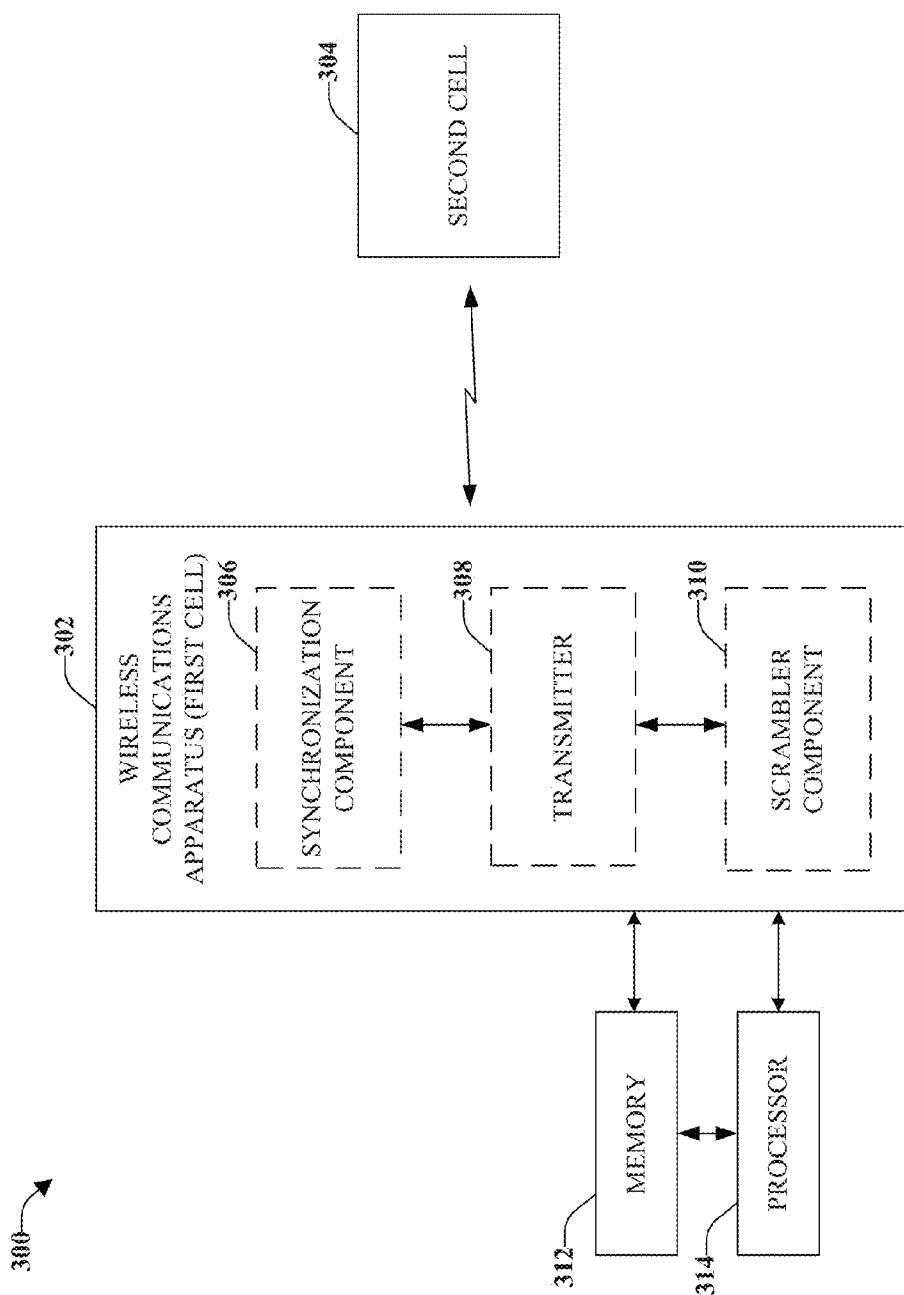 300
302
WIRELESS
COMMUNICATIONS
APPARATUS (FIRST CELL)
306
SYNCHRONIZATION
COMPONENT
308
TRANSMITTER
310
SCRAMBLER
COMPONENT
304
SECOND CELL
312
MEMORY
314
PROCESSOR